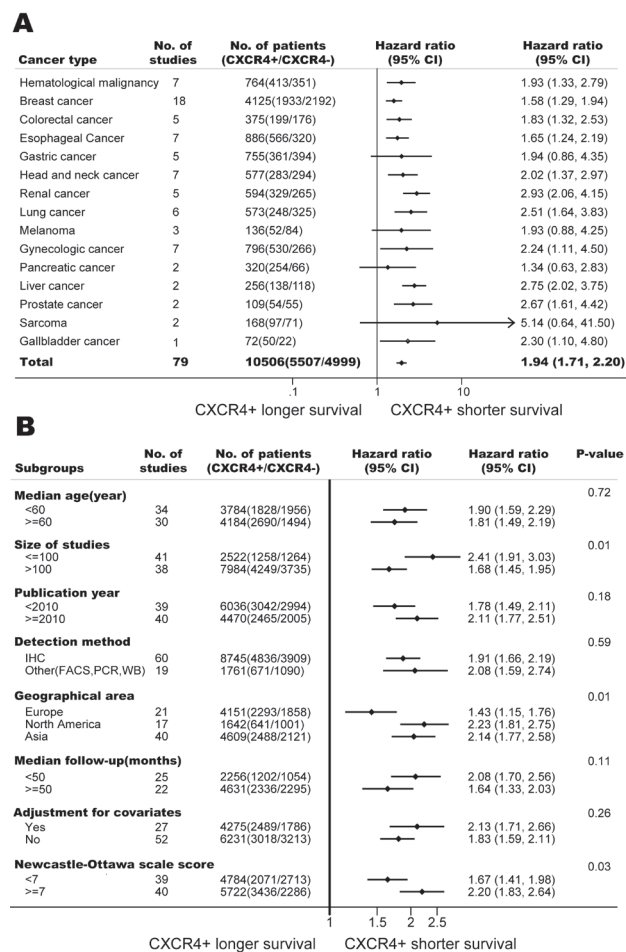 A
Cancer type No. of studies No. of patients (CXCR4+/CXCR4-) Hazard ratio (95% CI) Hazard ratio (95% CI)
Hematological malignancy 7 764(413/351) 1.93 (1.33, 2.79)
Breast cancer 18 4125(1933/2192) 1.58 (1.29, 1.94)
Colorectal cancer 5 375(199/176) 1.83 (1.32, 2.53)
Esophageal Cancer 7 886(566/320) 1.65 (1.24, 2.19)
Gastric cancer 5 755(361/394) 1.94 (0.86, 4.35)
Head and neck cancer 7 577(283/294) 2.02 (1.37, 2.97)
Renal cancer 5 594(329/265) 2.93 (2.06, 4.15)
Lung cancer 6 573(248/325) 2.51 (1.64, 3.83)
Melanoma 3 136(52/84) 1.93 (0.88, 4.25)
Gynecologic cancer 7 796(530/266) 2.24 (1.11, 4.50)
Pancreatic cancer 2 320(254/66) 1.34 (0.63, 2.83)
Liver cancer 2 256(138/118) 2.75 (2.02, 3.75)
Prostate cancer 2 109(54/55) 2.67 (1.61, 4.42)
Sarcoma 2 168(97/71) 5.14 (0.64, 41.50)
Gallbladder cancer 1 72(50/22) 2.30 (1.10, 4.80)
Total 79 10506(5507/4999) 1.94 (1.71, 2.20)
.1 1 10
CXCR4+ longer survival CXCR4+ shorter survival
B
Subgroups No. of studies No. of patients (CXCR4+/CXCR4-) Hazard ratio (95% CI) Hazard ratio (95% CI) P-value
Median age(year) 0.72
<60 34 3784(1828/1956) 1.90 (1.59, 2.29)
>=60 30 4184(2690/1494) 1.81 (1.49, 2.19)
Size of studies 0.01
<=100 41 2522(1258/1264) 2.41 (1.91, 3.03)
>100 38 7984(4249/3735) 1.68 (1.45, 1.95)
Publication year 0.18
<2010 39 6036(3042/2994) 1.78 (1.49, 2.11)
>=2010 40 4470(2465/2005) 2.11 (1.77, 2.51)
Detection method 0.59
IHC 60 8745(4836/3909) 1.91 (1.66, 2.19)
Other(FACS,PCR,WB) 19 1761(671/1090) 2.08 (1.59, 2.74)
Geographical area 0.01
Europe 21 4151(2293/1858) 1.43 (1.15, 1.76)
North America 17 1642(641/1001) 2.23 (1.81, 2.75)
Asia 40 4609(2488/2121) 2.14 (1.77, 2.58)
Median follow-up(months) 0.11
<50 25 2256(1202/1054) 2.08 (1.70, 2.56)
>=50 22 4631(2336/2295) 1.64 (1.33, 2.03)
Adjustment for covariates 0.26
Yes 27 4275(2489/1786) 2.13 (1.71, 2.66)
No 52 6231(3018/3213) 1.83 (1.59, 2.11)
Newcastle-Ottawa scale score 0.03
<7 39 4784(2071/2713) 1.67 (1.41, 1.98)
>=7 40 5722(3436/2286) 2.20 (1.83, 2.64)
1 1.5 2 2.5
CXCR4+ longer survival CXCR4+ shorter survival